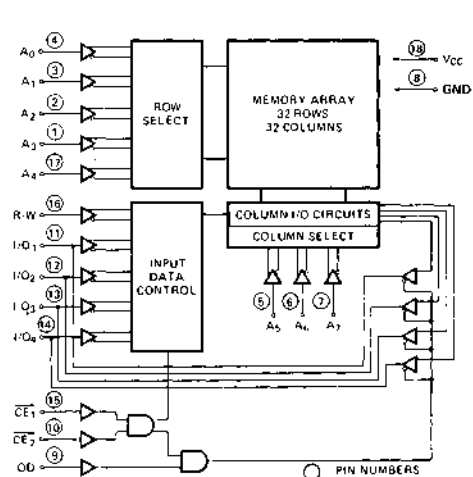 ④
A₀
③
A₁
②
A₂
①
A₃
⑰
A₄
ROW
SELECT
MEMORY ARRAY
32 ROWS
32 COLUMNS
⑱
VCC
⑧
GND
⑯
R/W
⑪
I/O₁
⑫
I/O₂
⑬
I/O₃
⑭
I/O₄
INPUT
DATA
CONTROL
COLUMN I/O CIRCUITS
COLUMN SELECT
⑤ ⑥ ⑦
A₅ A₆ A₇
⑮
CE₁
⑩
CE₂
⑨
OD
PIN NUMBERS